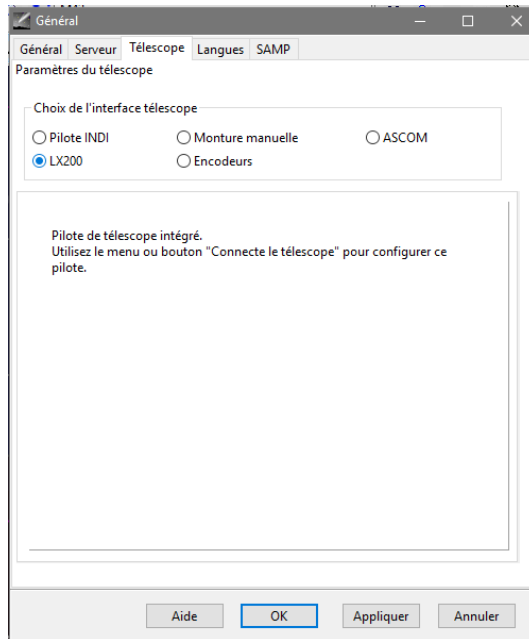 Général
Général Serveur Télescope Langues SAMP
Paramètres du télescope
Choix de l'interface télescope
Pilote INDI Monture manuelle ASCOM
LX200 Encodeurs
Pilote de télescope intégré.
Utilisez le menu ou bouton "Connecte le télescope" pour configurer ce
pilote.
Aide OK Appliquer Annuler